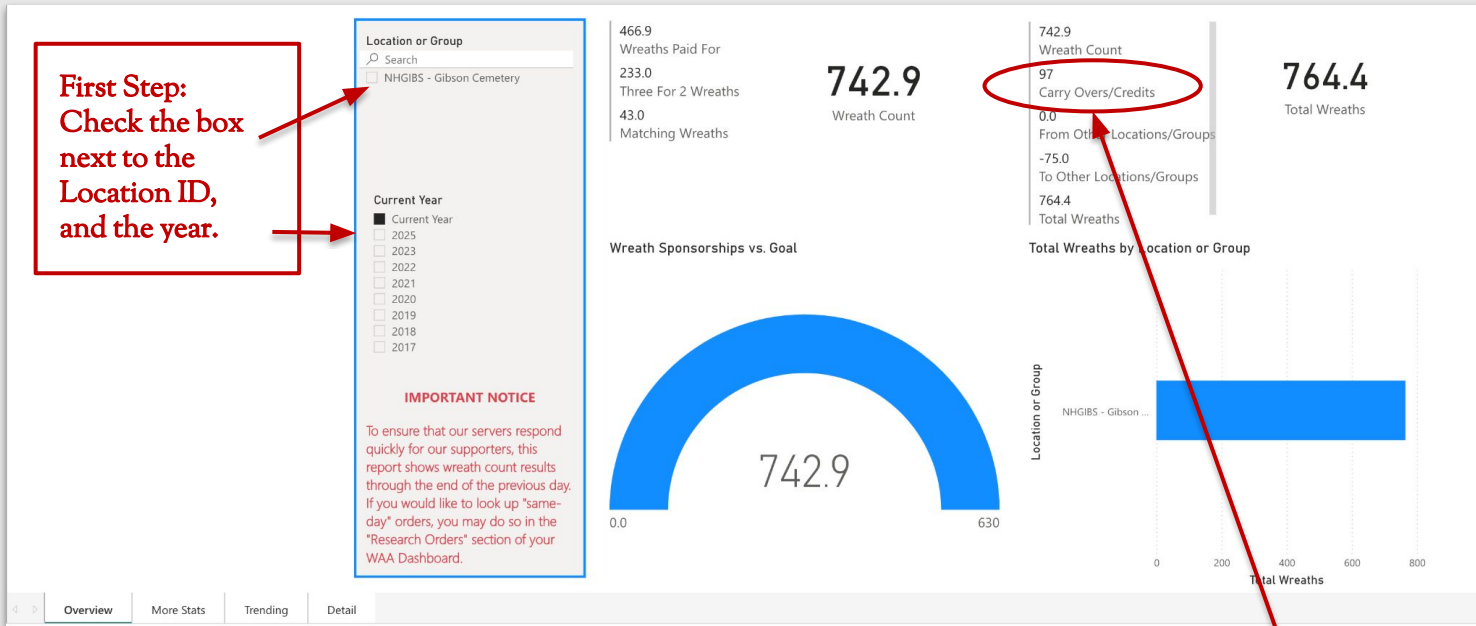 First Step:
Check the box
next to the
Location ID,
and the year.
Location or Group
Search
NHGIBS - Gibson Cemetery
Current Year
Current Year
2025
2023
2022
2021
2020
2019
2018
2017
IMPORTANT NOTICE
To ensure that our servers respond
quickly for our supporters, this
report shows wreath count results
through the end of the previous day.
If you would like to look up "same-
day" orders, you may do so in the
"Research Orders" section of your
WAA Dashboard.
466.9
Wreaths Paid For
233.0
Three For 2 Wreaths
43.0
Matching Wreaths
742.9
Wreath Count
742.9
Wreath Count
97
Carry Overs/Credits
0.0
From Other Locations/Groups
-75.0
To Other Locations/Groups
764.4
Total Wreaths
764.4
Total Wreaths
Wreath Sponsorships vs. Goal
742.9
0.0
630
Total Wreaths by Location or Group
Location or Group
NHGIBS - Gibson ...
0
200
400
600
800
Total Wreaths
Overview
More Stats
Trending
Detail